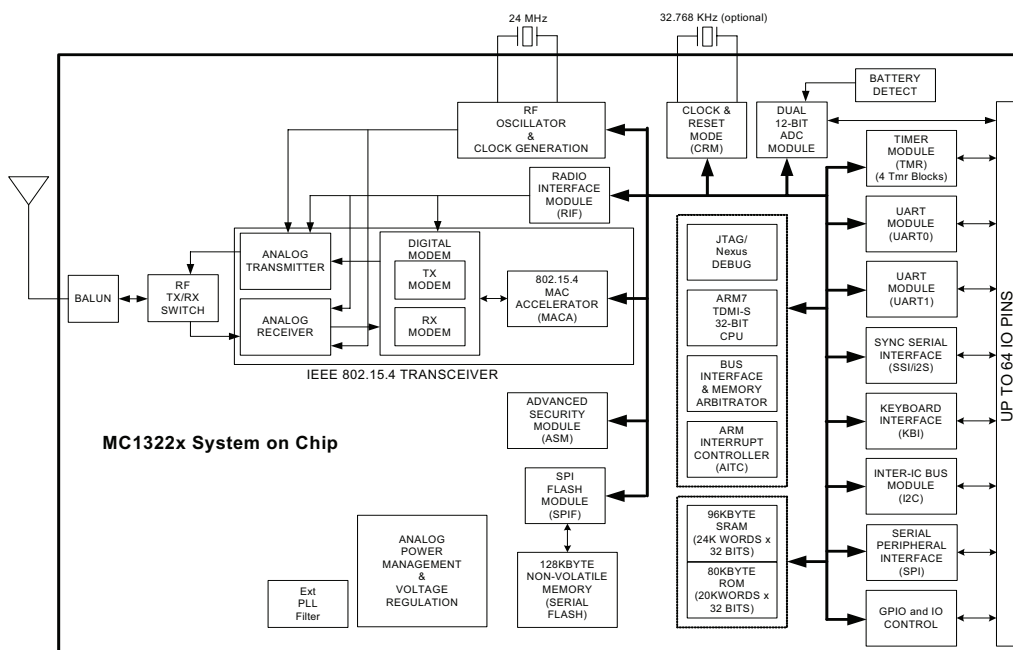 24 MHz
32.768 KHz (optional)
BATTERY
DETECT
RF
OSCILLATOR
&
CLOCK GENERATION
CLOCK &
RESET
MODE
(CRM)
DUAL
12-BIT
ADC
MODULE
TIMER
MODULE
(TMR)
(4 Tmr Blocks)
RADIO
INTERFACE
MODULE
(RIF)
UART
MODULE
(UART0)
ANALOG
TRANSMITTER
DIGITAL
MODEM
TX
MODEM
RX
MODEM
802.15.4
MAC
ACCELERATOR
(MACA)
JTAG/
Nexus
DEBUG
UART
MODULE
(UART1)
BALUN
RF
TX/RX
SWITCH
ANALOG
RECEIVER
ARM7
TDMI-S
32-BIT
CPU
SYNC SERIAL
INTERFACE
(SSI/i2S)
UP TO 64 IO PINS
IEEE 802.15.4 TRANSCEIVER
BUS
INTERFACE
& MEMORY
ARBITRATOR
ADVANCED
SECURITY
MODULE
(ASM)
KEYBOARD
INTERFACE
(KBI)
MC1322x System on Chip
ARM
INTERRUPT
CONTROLLER
(AITC)
INTER-IC BUS
MODULE
(I2C)
SPI
FLASH
MODULE
(SPIF)
96KBYTE
SRAM
(24K WORDS x
32 BITS)
SERIAL
PERIPHERAL
INTERFACE
(SPI)
ANALOG
POWER
MANAGEMENT
&
VOLTAGE
REGULATION
128KBYTE
NON-VOLATILE
MEMORY
(SERIAL
FLASH)
80KBYTE
ROM
(20KWORDS x
32 BITS)
Ext
PLL
Filter
GPIO and IO
CONTROL